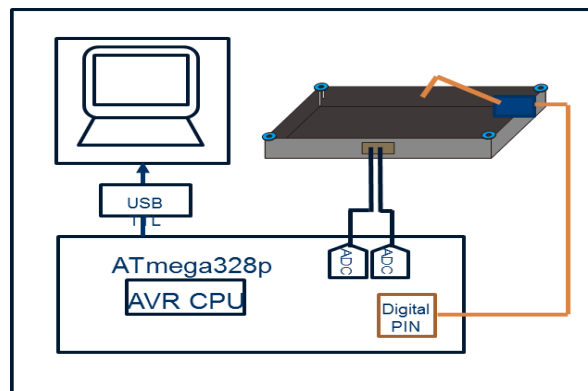 USB
TTL
ATmega328p
AVR CPU
ADC
ADC
Digital
PIN